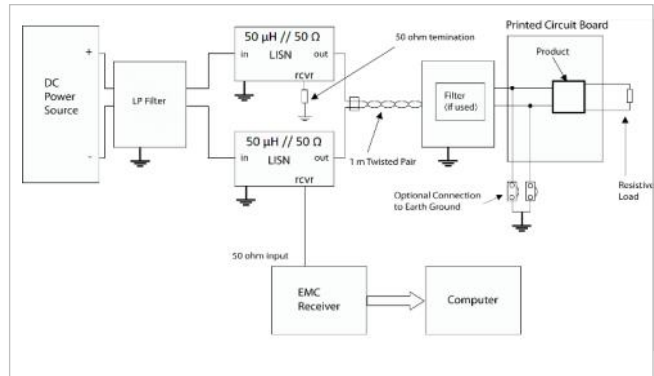 DC
Power
Source
+
-
LP Filter
50 µH // 50 Ω
in
LISN
out
rcvr
50 ohm temination
50 µH // 50 Ω
in
LISN
out
rcvr
1 m Twisted Pair
Filter
(if used)
Printed Circuit Board
Product
Resistive
Load
Optional Connection
to Earth Ground
50 ohm input
EMC
Receiver
Computer